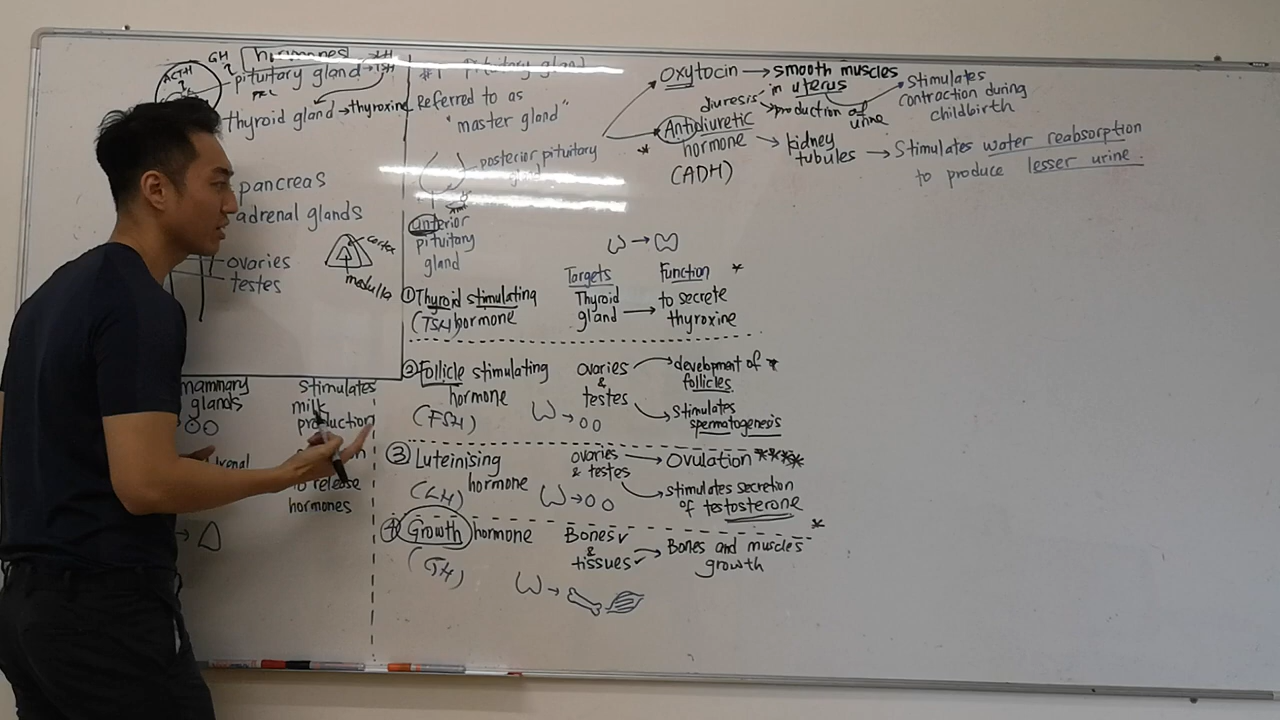 GH
hormones
LH
TSH
ACTH
pituitary gland
PRL
thyroid gland → thyroxine
pancreas
adrenal glands
ovaries
testes
cortex
medulla
mammary
glands
stimulates
milk
production
to release
hormones
#1 Pituitary gland
Referred to as
"master gland"
posterior pituitary
gland
anterior
pituitary
gland
Targets
Function *
① Thyroid stimulating
hormone
(TSH)
Thyroid
gland →
to secrete
thyroxine
② Follicle stimulating
hormone
(FSH)
ovaries
&
testes
development of *
follicles
stimulates
spermatogenesis
③ Luteinising
hormone
(LH)
ovaries
& testes
Ovulation ****
stimulates secretion
of testosterone
④ Growth hormone
(GH)
Bones ✓
&
tissues ✓
*
Bones and muscles
growth
Oxytocin → smooth muscles
in uterus
Stimulates
contraction during
childbirth
diuresis
production of
urine
* Antidiuretic
hormone
(ADH)
kidney
tubules
→ Stimulates water reabsorption
to produce lesser urine.